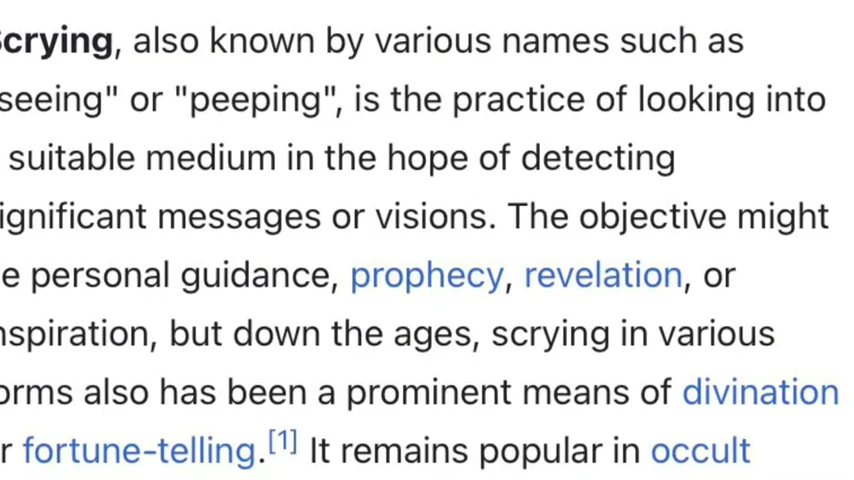 Scrying, also known by various names such as
seeing" or "peeping", is the practice of looking into
suitable medium in the hope of detecting
ignificant messages or visions. The objective might
e personal guidance, prophecy, revelation, or
nspiration, but down the ages, scrying in various
orms also has been a prominent means of divination
r fortune-telling.[1] It remains popular in occult